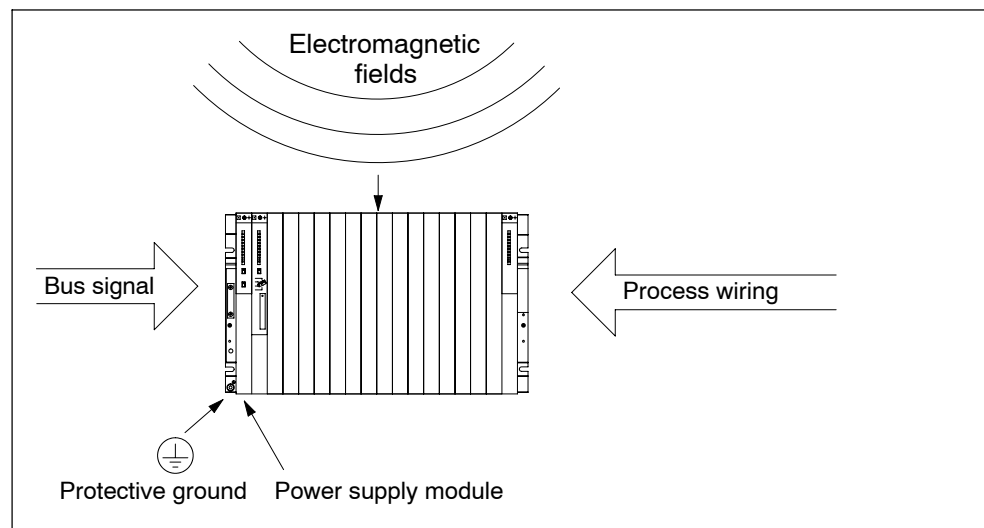 Electromagnetic
fields
Bus signal
Process wiring
Protective ground
Power supply module